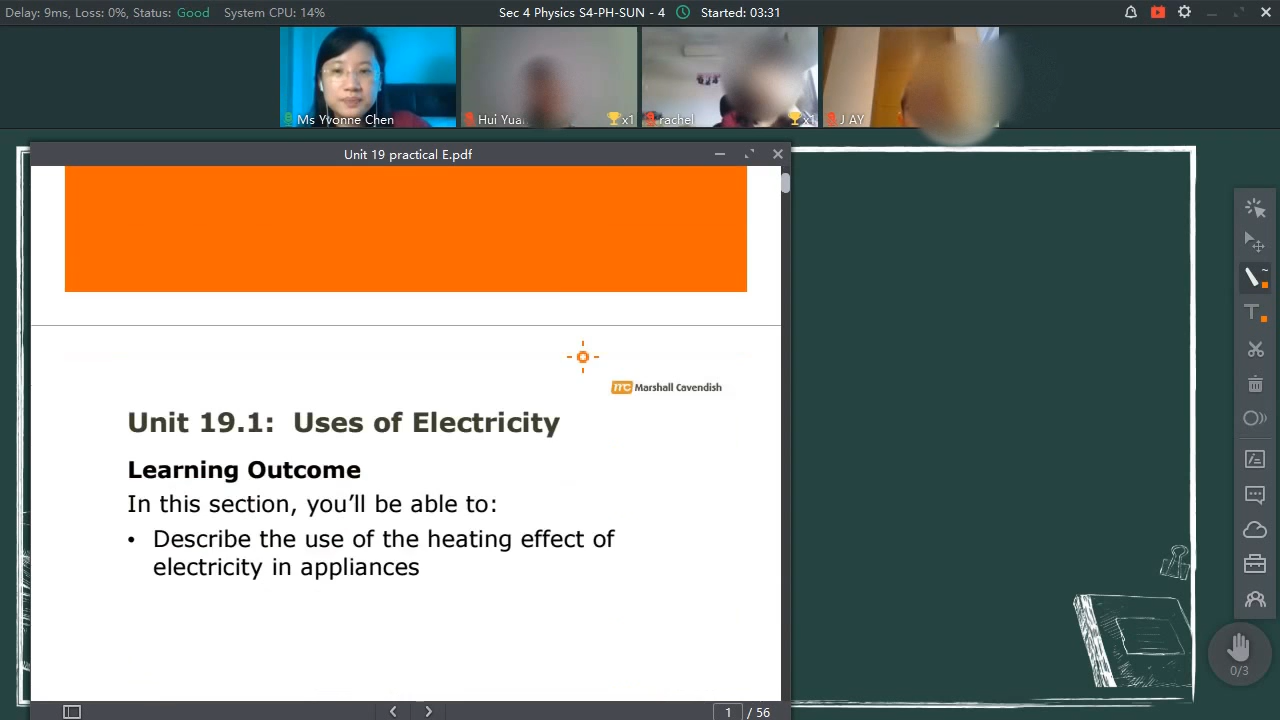 Delay: 9ms, Loss: 0%, Status: Good System CPU: 14%
Sec 4 Physics S4-PH-SUN - 4 Started: 03:31
Ms Yvonne Chen
Hui Yua
x1
rachel
x1
J AY
Unit 19 practical E.pdf
mc Marshall Cavendish
Unit 19.1: Uses of Electricity
Learning Outcome
In this section, you'll be able to:
• Describe the use of the heating effect of
electricity in appliances
1 / 56
0/3